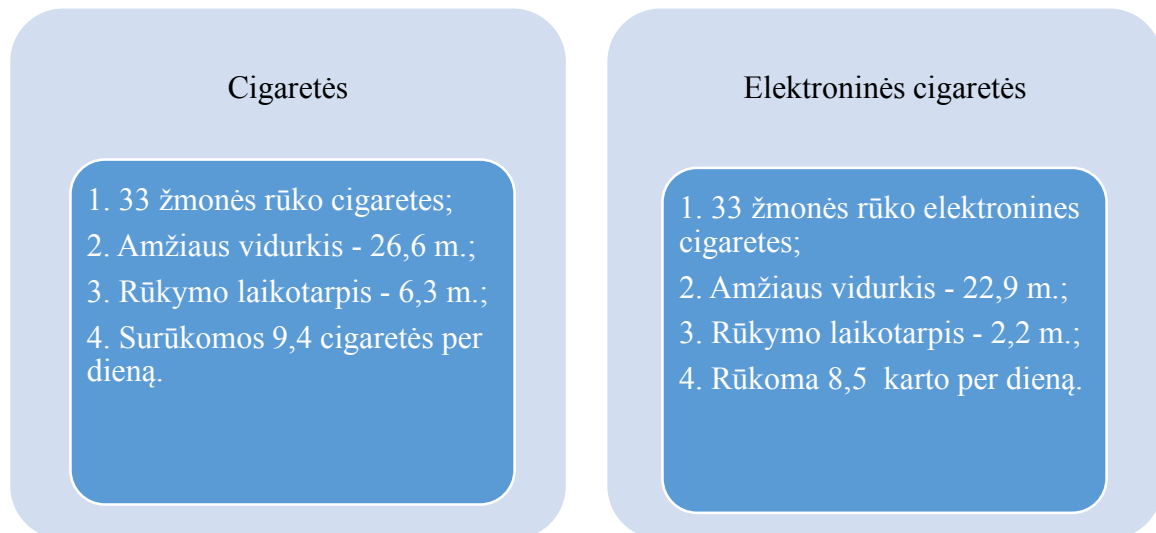 Cigaretės
1. 33 žmonės rūko cigaretes;
2. Amžiaus vidurkis - 26,6 m.;
3. Rūkymo laikotarpis - 6,3 m.;
4. Surūkomos 9,4 cigaretės per
dieną.
Elektroninės cigaretės
1. 33 žmonės rūko elektronines
cigaretes;
2. Amžiaus vidurkis - 22,9 m.;
3. Rūkymo laikotarpis - 2,2 m.;
4. Rūkoma 8,5  karto per dieną.